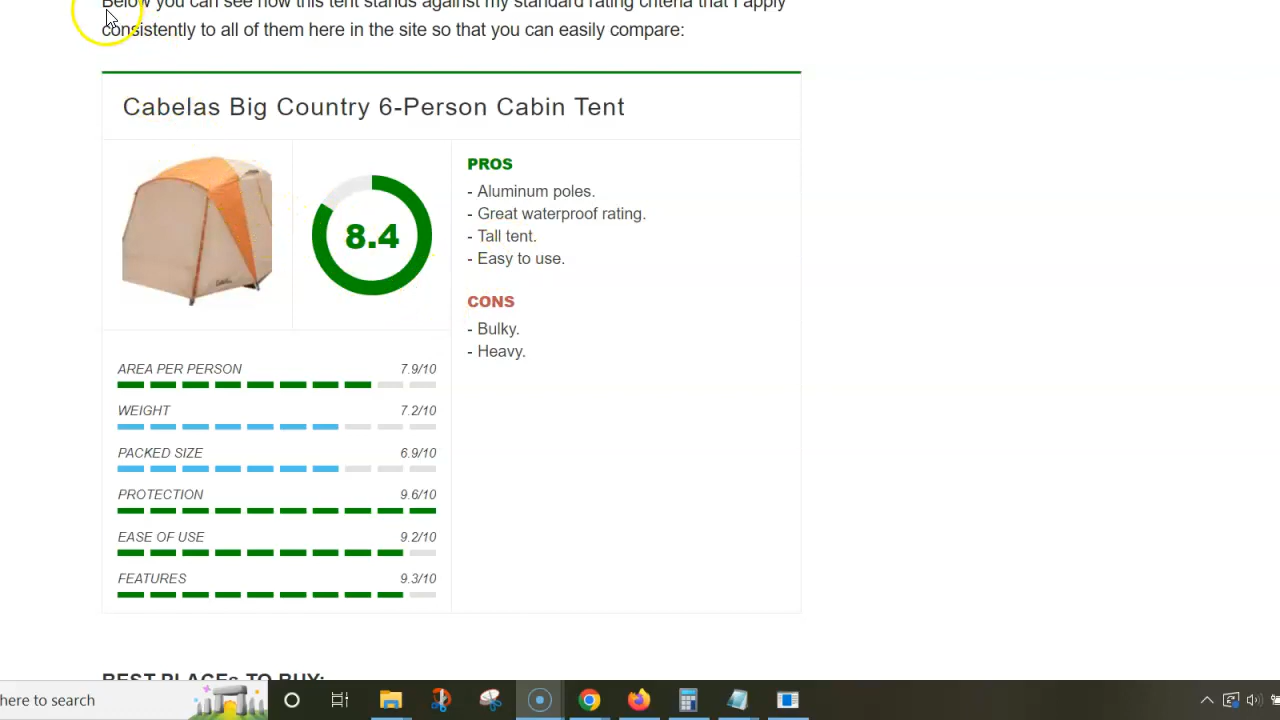 Below you can see how this tent stands against my standard rating criteria that I apply
consistently to all of them here in the site so that you can easily compare:
Cabelas Big Country 6-Person Cabin Tent
8.4
AREA PER PERSON 7.9/10
WEIGHT 7.2/10
PACKED SIZE 6.9/10
PROTECTION 9.6/10
EASE OF USE 9.2/10
FEATURES 9.3/10
PROS
- Aluminum poles.
- Great waterproof rating.
- Tall tent.
- Easy to use.
CONS
- Bulky.
- Heavy.
BEST PLACES TO BUY:
here to search